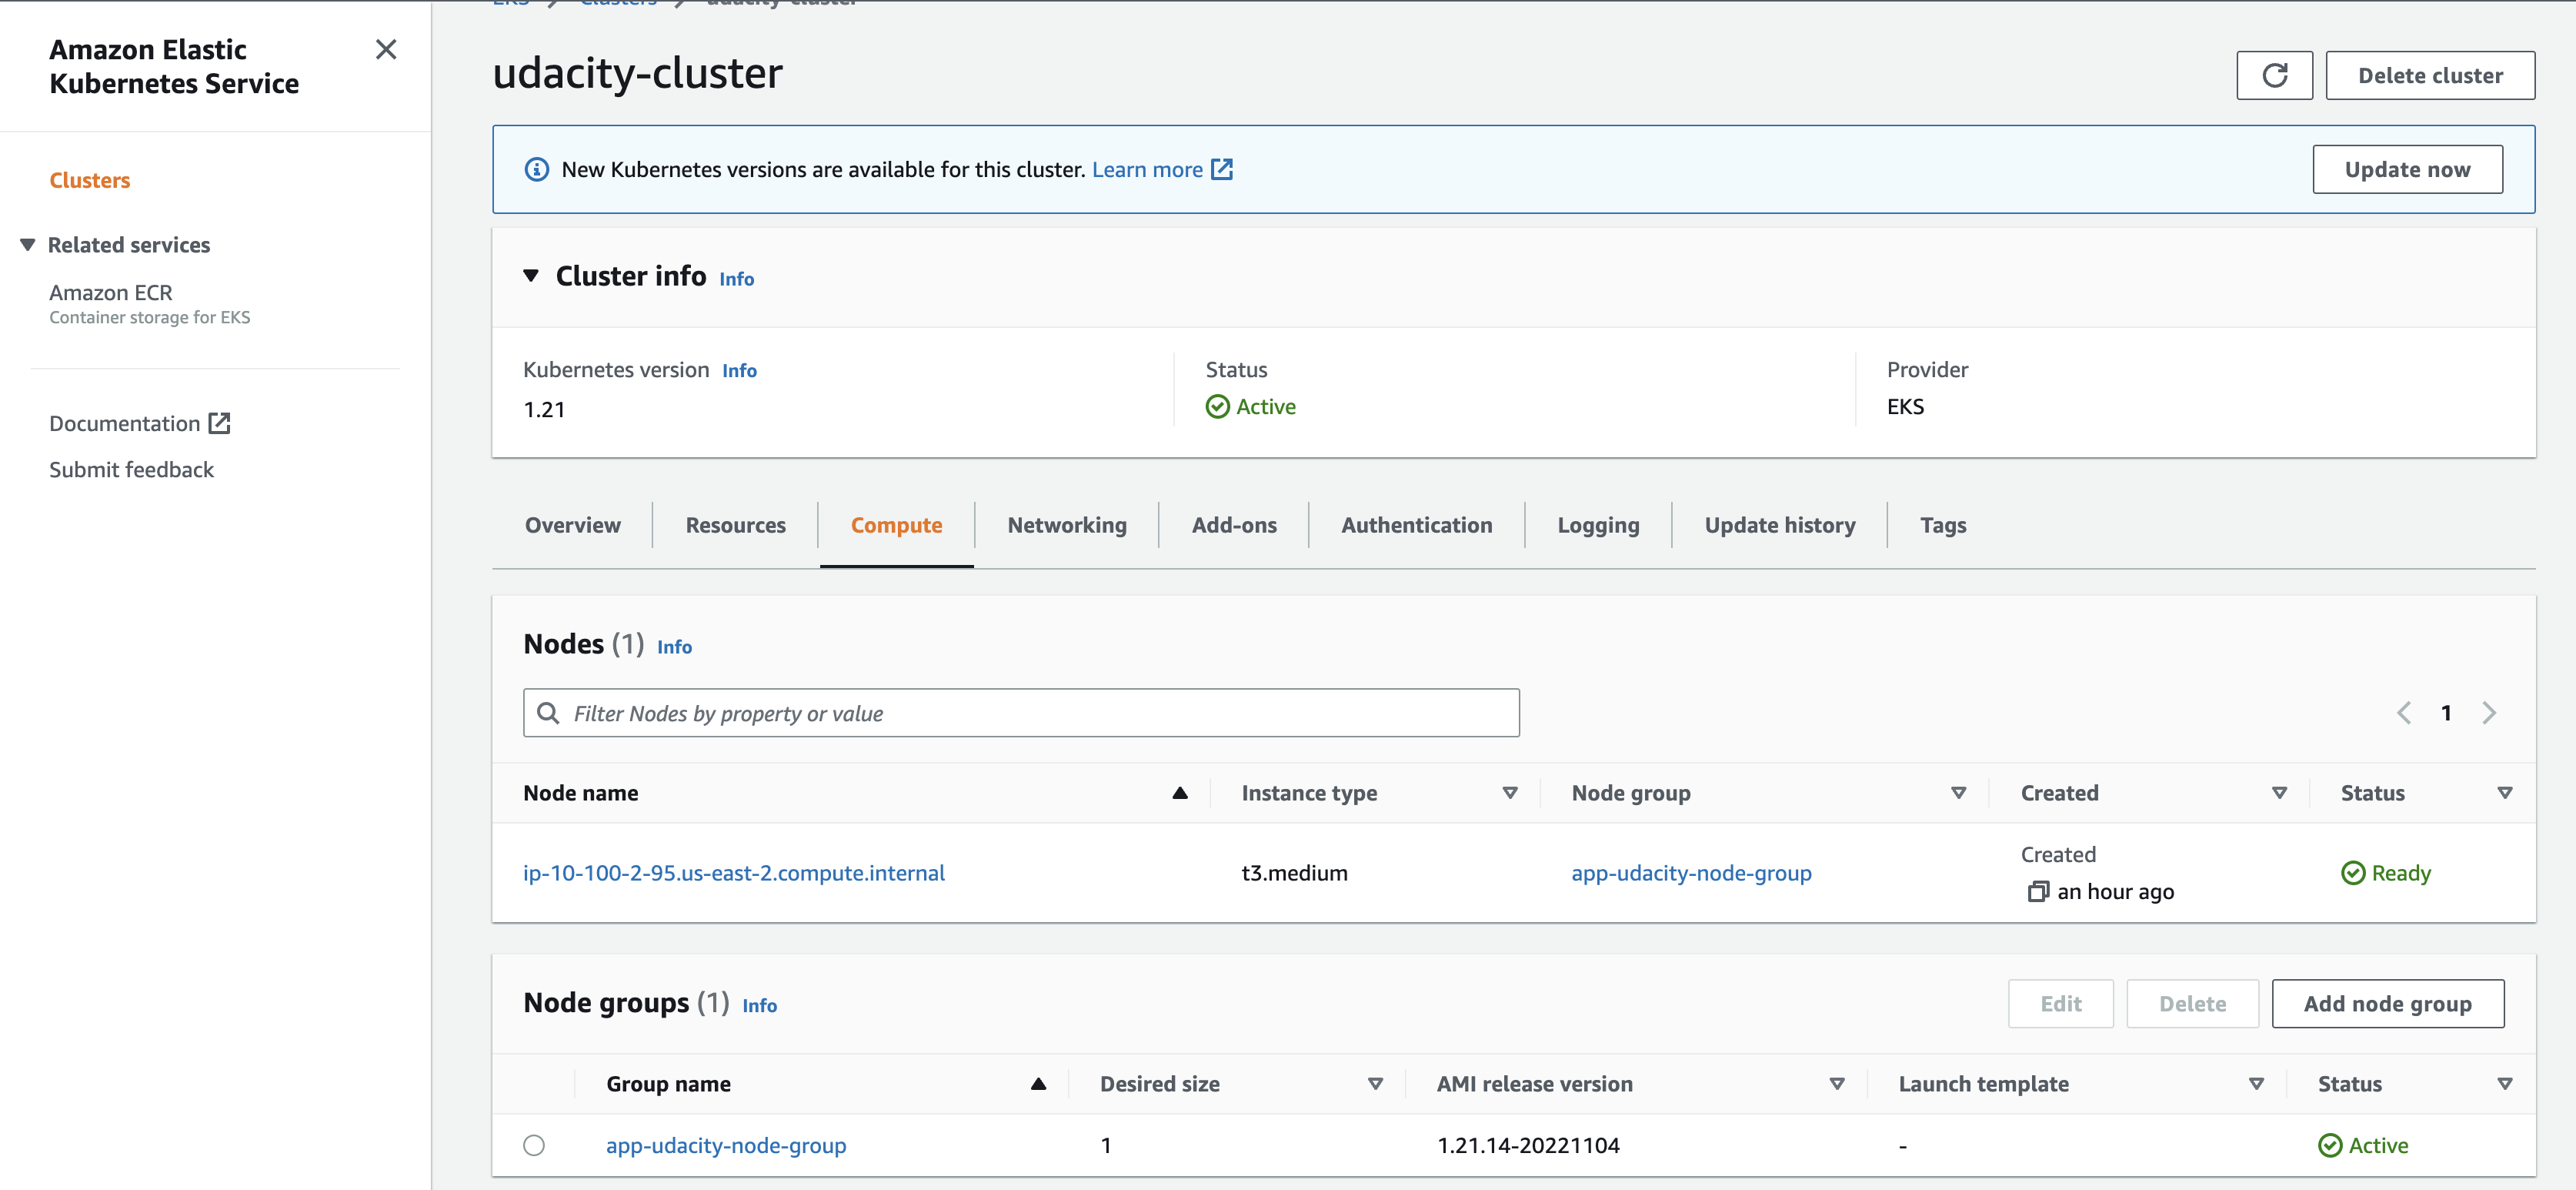 EKS > Clusters > udacity-cluster
Amazon Elastic
Kubernetes Service
Clusters
Related services
Amazon ECR
Container storage for EKS
Documentation
Submit feedback
udacity-cluster
Delete cluster
New Kubernetes versions are available for this cluster. Learn more
Update now
Cluster info Info
Kubernetes version Info
1.21
Status
Active
Provider
EKS
Overview Resources Compute Networking Add-ons Authentication Logging Update history Tags
Nodes (1) Info
Filter Nodes by property or value
1
Node name Instance type Node group Created Status
ip-10-100-2-95.us-east-2.compute.internal t3.medium app-udacity-node-group Created
an hour ago
Ready
Node groups (1) Info
Edit Delete Add node group
Group name Desired size AMI release version Launch template Status
app-udacity-node-group 1 1.21.14-20221104 - Active